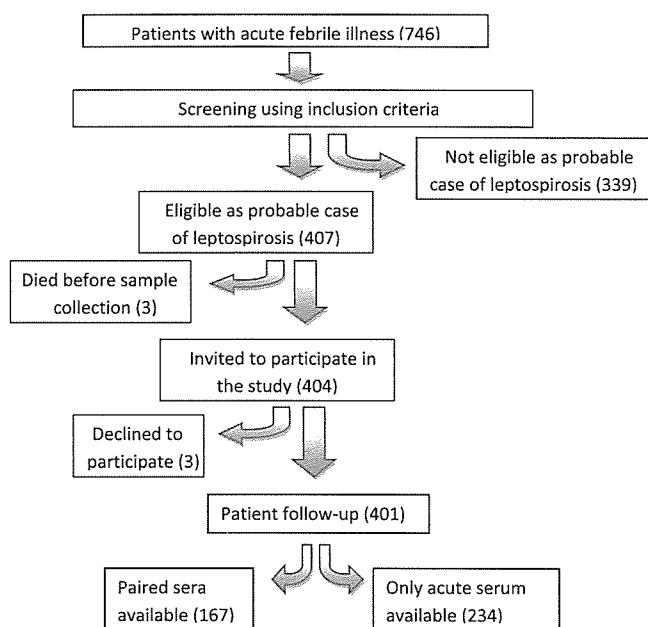 Patients with acute febrile illness (746)
Screening using inclusion criteria
Not eligible as probable
case of leptospirosis (339)
Eligible as probable case
of leptospirosis (407)
Died before sample
collection (3)
Invited to participate in
the study (404)
Declined to
participate (3)
Patient follow-up (401)
Paired sera
available (167)
Only acute serum
available (234)